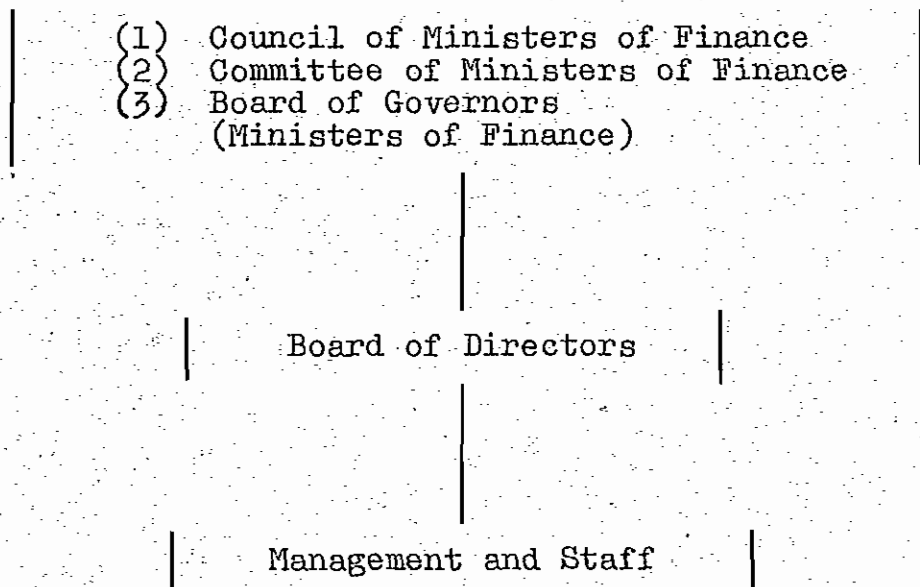 (1) Council of Ministers of Finance
(2) Committee of Ministers of Finance
(3) Board of Governors
(Ministers of Finance)
Board of Directors
Management and Staff